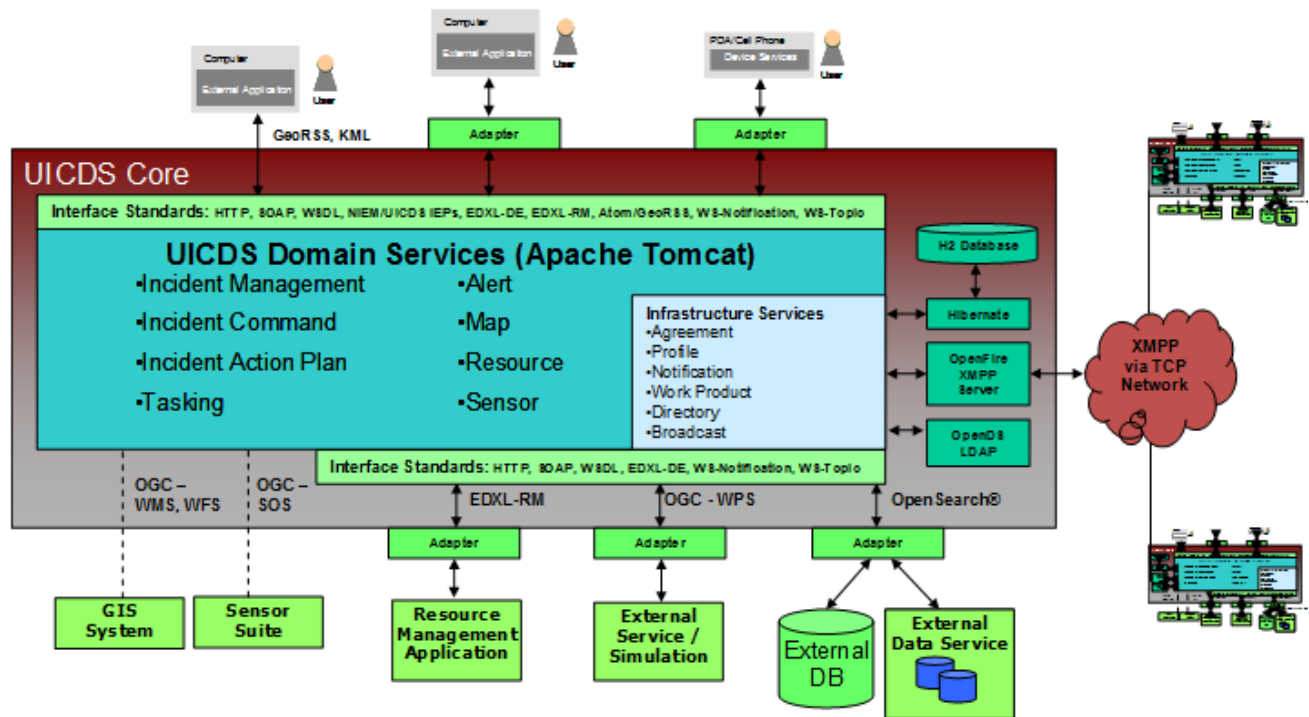 Computer
External Application
User
Computer
External Application
User
PDA/Cell Phone
Device Services
User
GeoRSS, KML
Adapter
Adapter
UICDS Core
Interface Standards: HTTP, SOAP, WSDL, NIEM/UICDS IEPs, EDXL-DE, EDXL-RM, Atom/GeoRSS, WS-Notification, WS-Topic
UICDS Domain Services (Apache Tomcat)
▪Incident Management
▪Incident Command
▪Incident Action Plan
▪Tasking
▪Alert
▪Map
▪Resource
▪Sensor
Infrastructure Services
▪Agreement
▪Profile
▪Notification
▪Work Product
▪Directory
▪Broadcast
H2 Database
Hibernate
OpenFire
XMPP
Server
OpenDS
LDAP
XMPP
via TCP
Network
Interface Standards: HTTP, SOAP, WSDL, EDXL-DE, WS-Notification, WS-Topic
OGC –
WMS, WFS
OGC –
SOS
EDXL-RM
OGC - WPS
OpenSearch®
Adapter
Adapter
Adapter
GIS
System
Sensor
Suite
Resource
Management
Application
External
Service /
Simulation
External
DB
External
Data Service